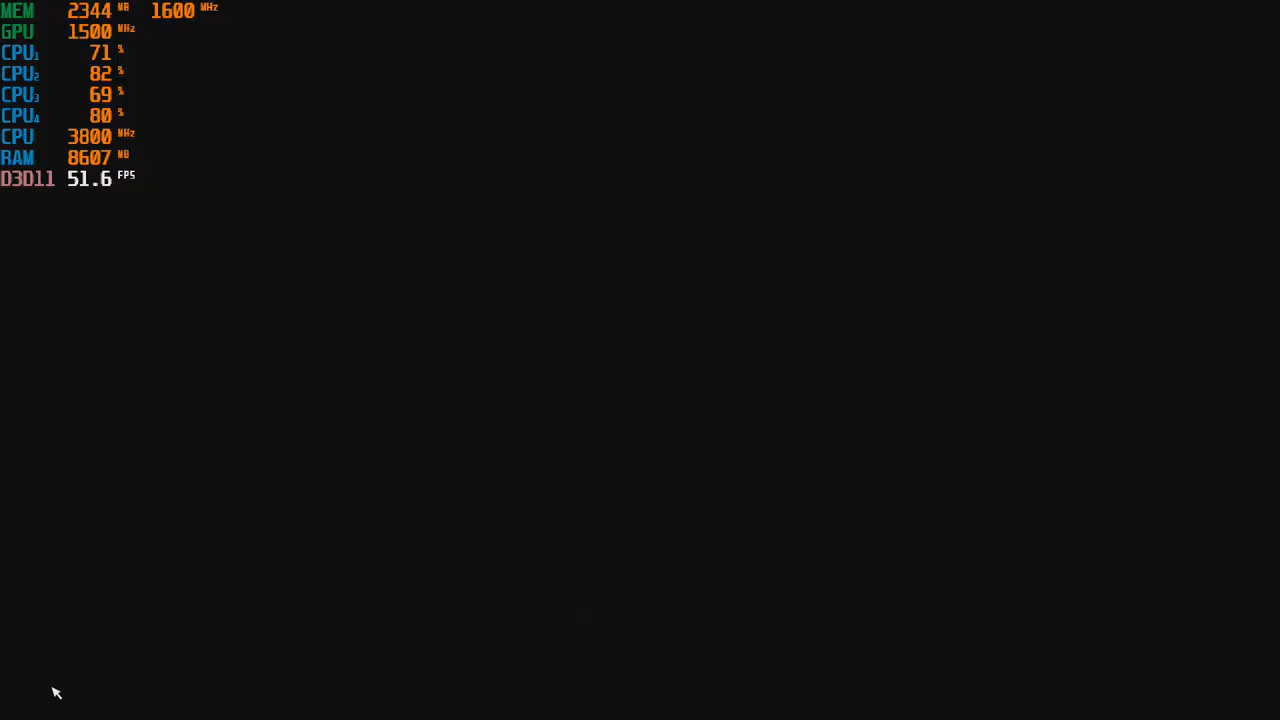 MEM 2344 MB 1600 MHz
GPU 1500 MHz
CPU1 71 %
CPU2 82 %
CPU3 69 %
CPU4 80 %
CPU 3800 MHz
RAM 8607 MB
D3D11 51.6 FPS